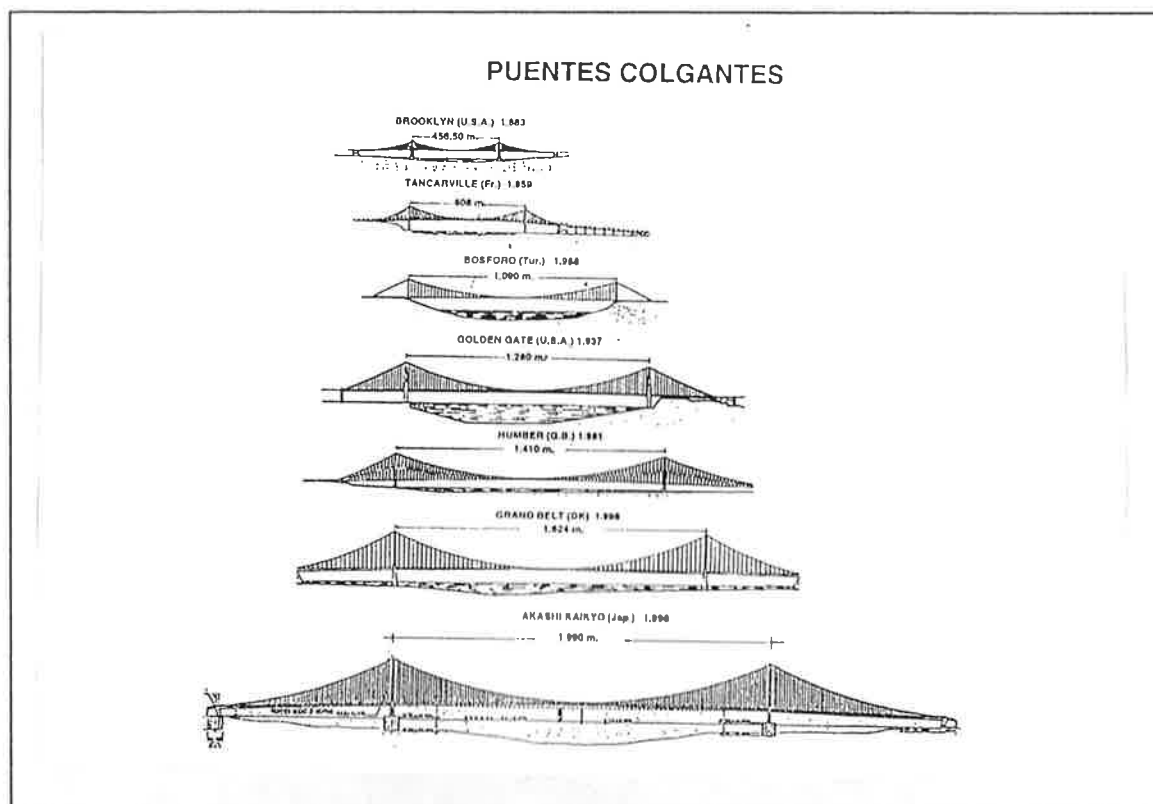 PUENTES COLGANTES
BROOKLYN (U.S.A.) 1.883
456,50 m.
TANCARVILLE (Fr.) 1.959
608 m.
BOSFORO (Tur.) 1.988
1.090 m.
GOLDEN GATE (U.S.A.) 1.937
1.280 m.
HUMBER (G.B.) 1.981
1.410 m.
GRAND BELT (DK) 1.998
1.624 m.
AKASHI KAIKYO (Jap.) 1.998
1.990 m.